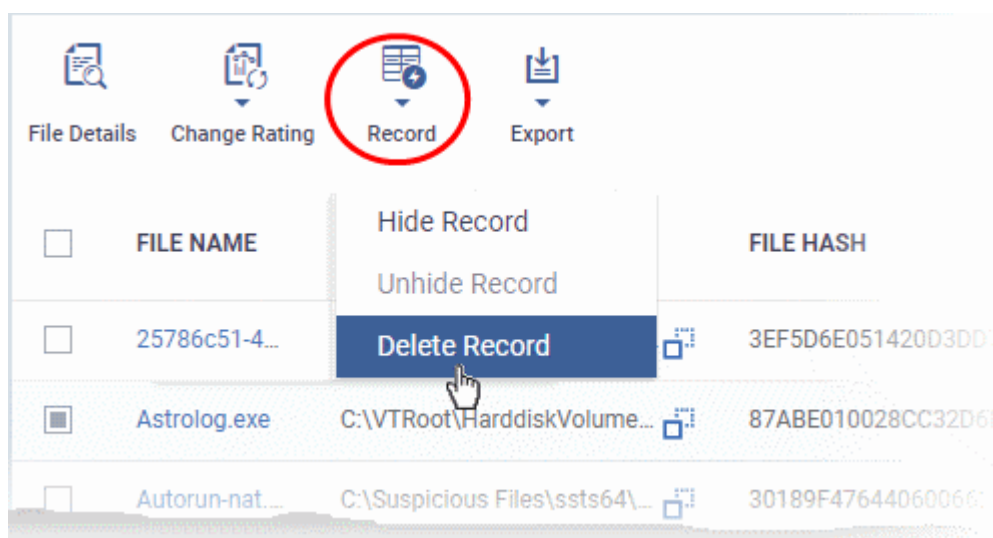 File Details Change Rating Record Export
Hide Record
FILE NAME FILE HASH
Unhide Record
25786c51-4... Delete Record 3EF5D6E051420D3DD
Astrolog.exe C:\VTRoot\HarddiskVolume... 87ABE010028CC32D6
Autorun-nat.... C:\Suspicious Files\ssts64\... 30189F4764406006